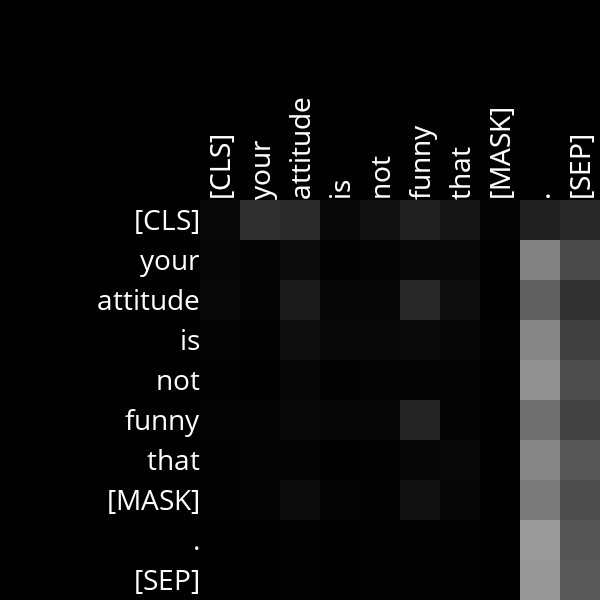 [CLS]
your
attitude
is
not
funny
that
[MASK]
.
[SEP]
[CLS]
your
attitude
is
not
funny
that
[MASK]
.
[SEP]